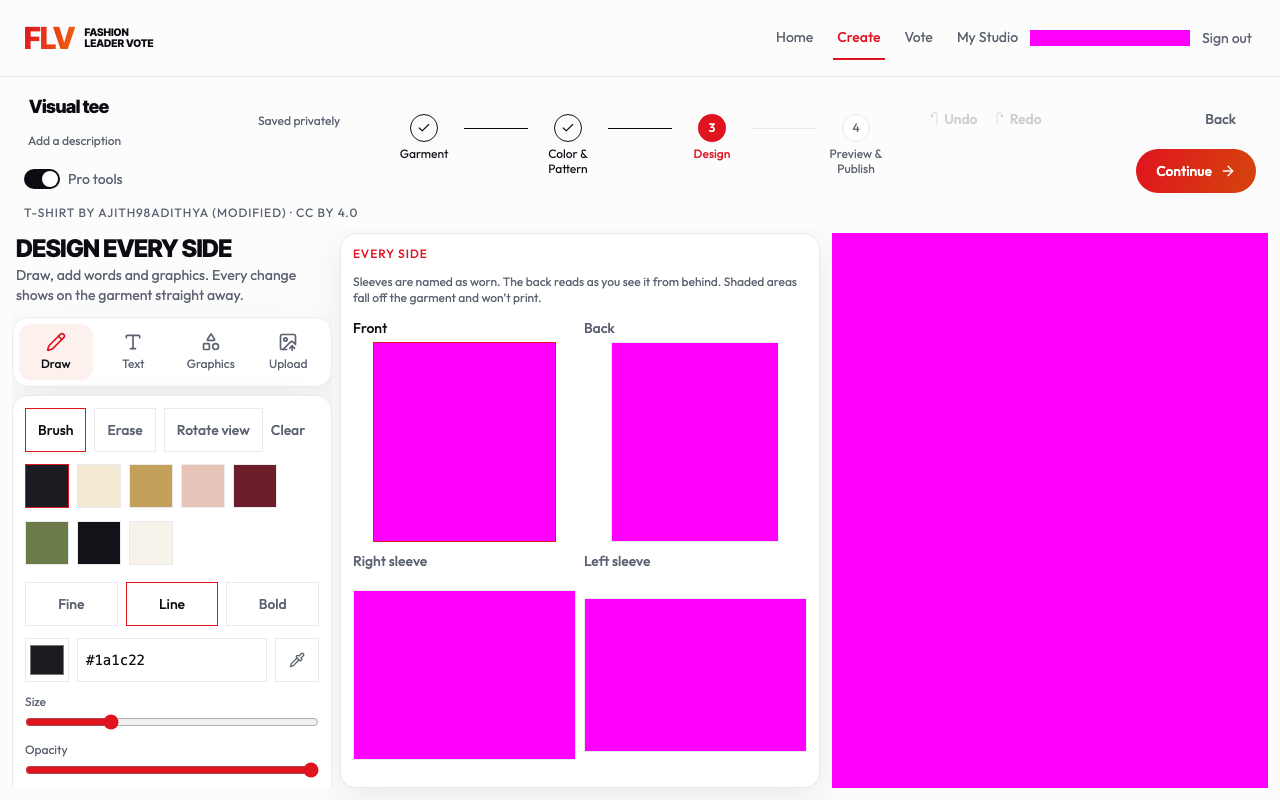 FLV FASHION
LEADER VOTE
Home Create Vote My Studio Sign out
Visual tee
Add a description
Saved privately
Garment
Color &
Pattern
3
Design
4
Preview &
Publish
Undo Redo
Back
Continue
Pro tools
T-SHIRT BY AJITH98ADITHYA (MODIFIED) · CC BY 4.0
DESIGN EVERY SIDE
Draw, add words and graphics. Every change
shows on the garment straight away.
Draw Text Graphics Upload
Brush Erase Rotate view Clear
Fine Line Bold
#1a1c22
Size
Opacity
EVERY SIDE
Sleeves are named as worn. The back reads as you see it from behind. Shaded areas
fall off the garment and won't print.
Front Back
Right sleeve Left sleeve